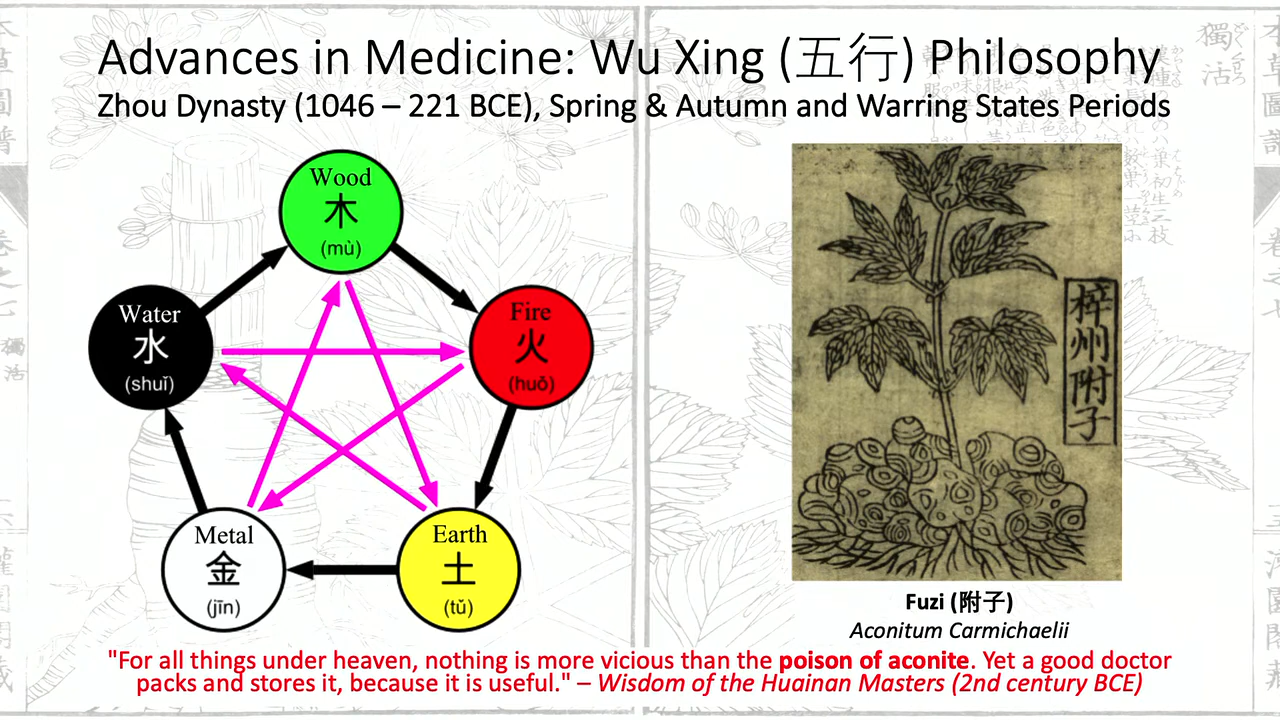 Advances in Medicine: Wu Xing (五行) Philosophy
Zhou Dynasty (1046 – 221 BCE), Spring & Autumn and Warring States Periods
Wood
木
(mù)
Water
水
(shuǐ)
Fire
火
(huǒ)
Metal
金
(jīn)
Earth
土
(tǔ)
梓州附子
Fuzi (附子)
Aconitum Carmichaelii
"For all things under heaven, nothing is more vicious than the poison of aconite. Yet a good doctor
packs and stores it, because it is useful." – Wisdom of the Huainan Masters (2nd century BCE)
獨活